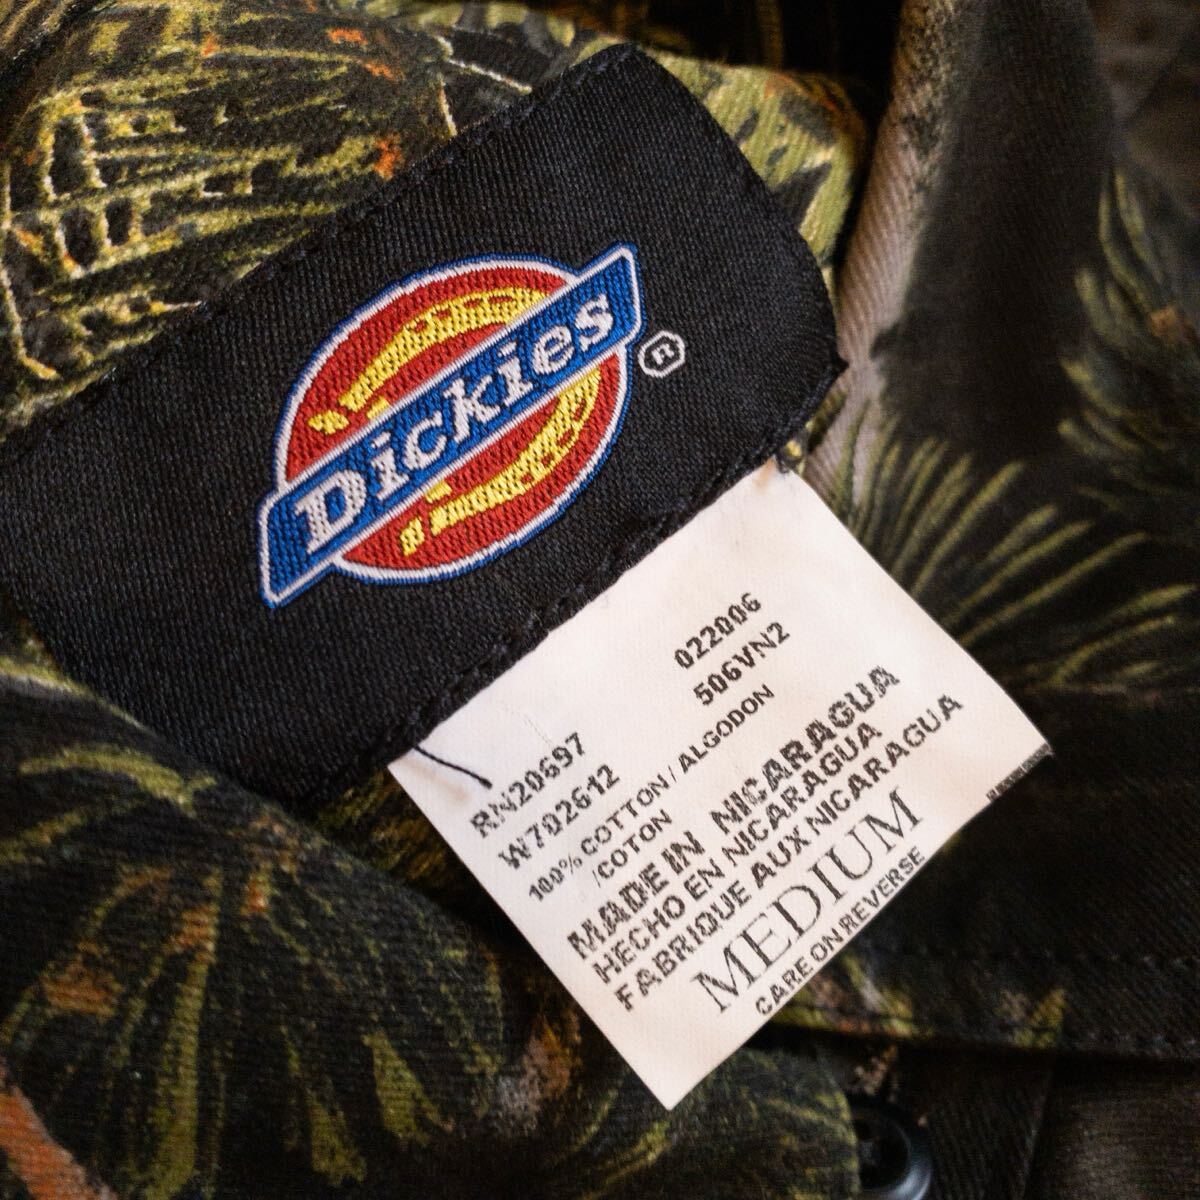 Dickies ®
022006
506VN2
RN20697
W702612
100% COTTON / ALGODON
/COTON
MADE IN NICARAGUA
HECHO EN NICARAGUA
FABRIQUE AUX NICARAGUA
MEDIUM
CARE ON REVERSE